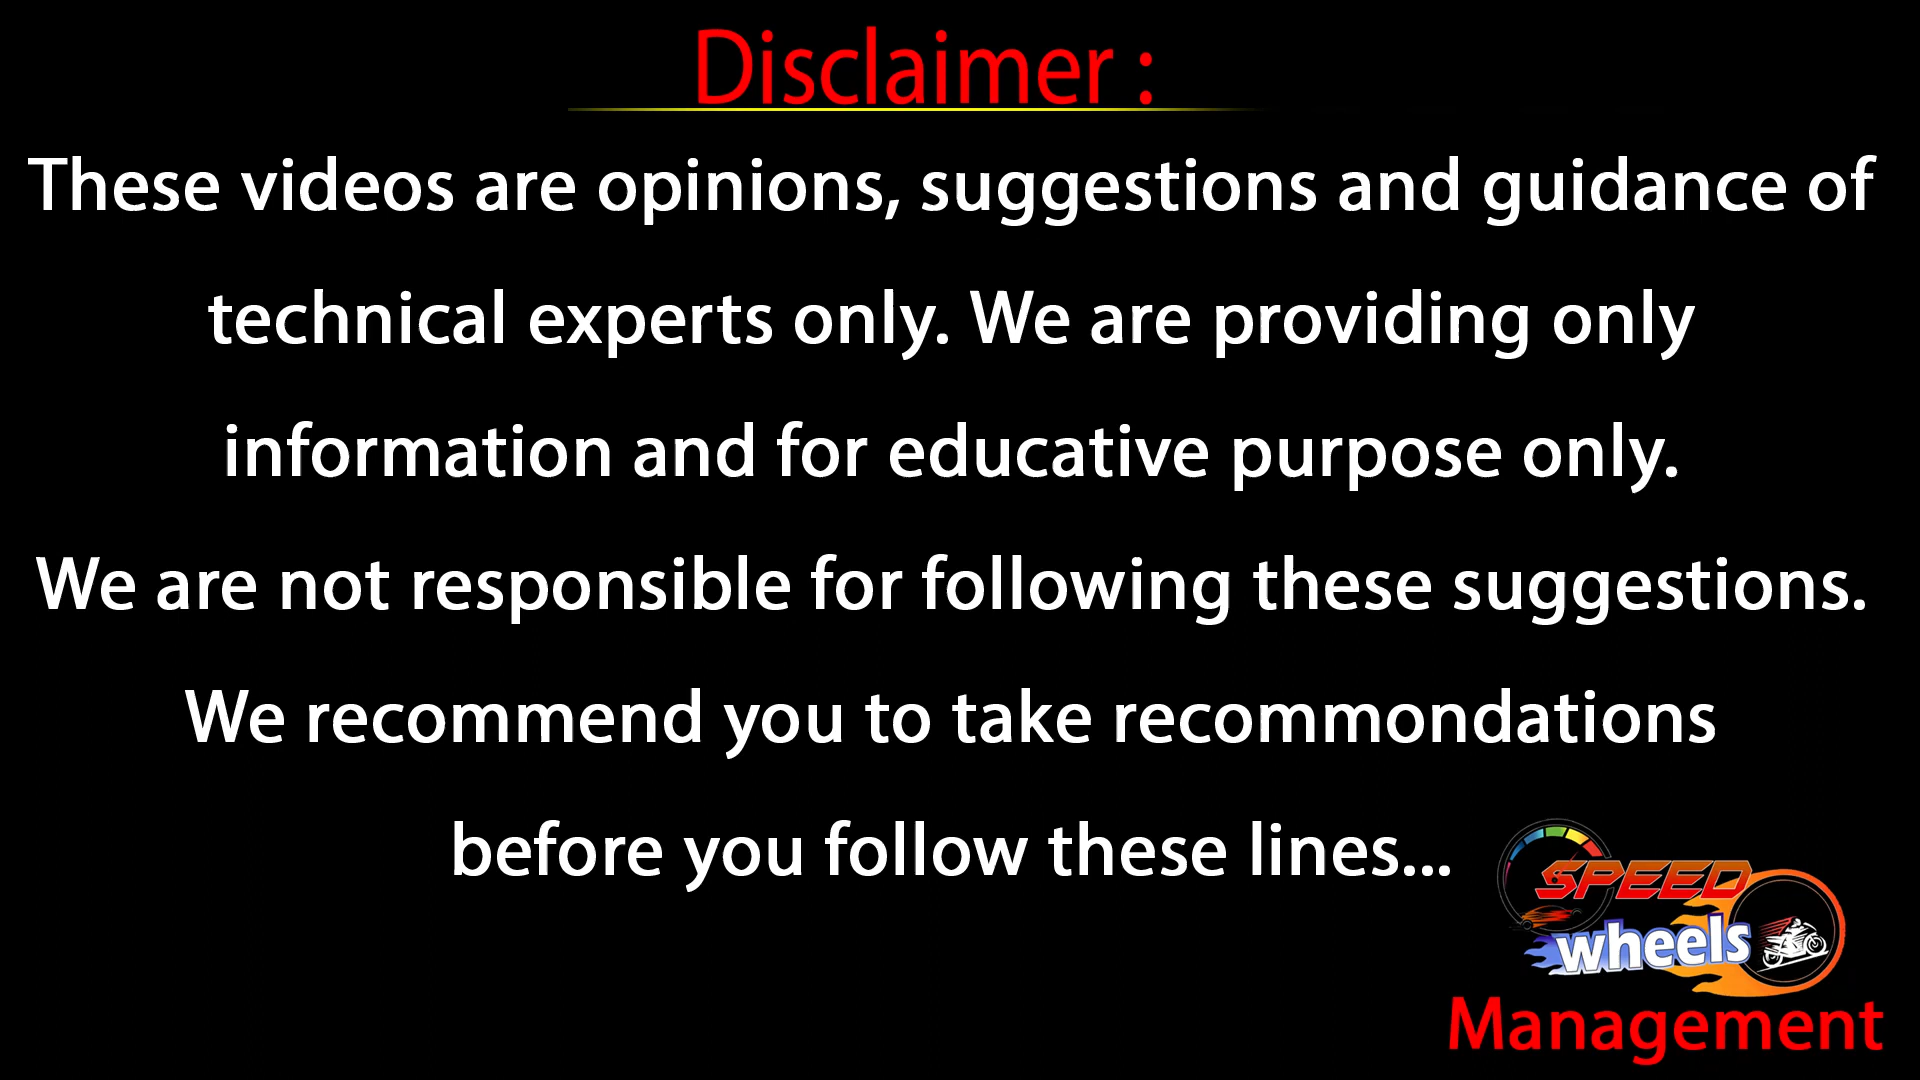 Disclaimer :
These videos are opinions, suggestions and guidance of
technical experts only. We are providing only
information and for educative purpose only.
We are not responsible for following these suggestions.
We recommend you to take recommondations
before you follow these lines...
SPEED
wheels
Management